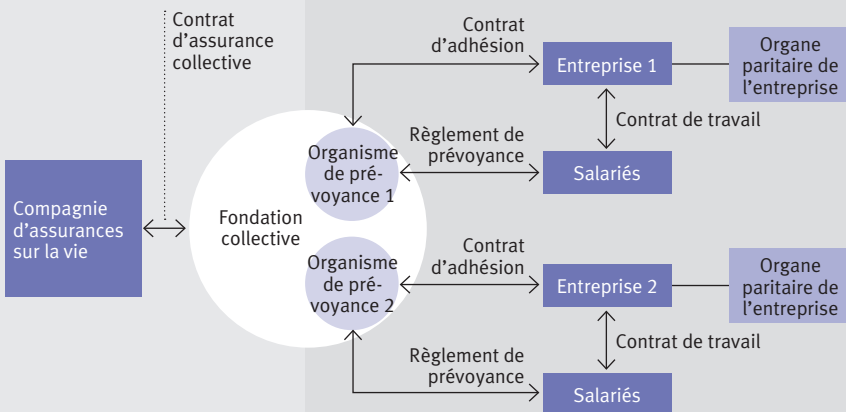 Contrat
d’assurance
collective
Contrat
d’adhésion
Entreprise 1
Organe
paritaire de
l’entreprise
Contrat de travail
Règlement de
prévoyance
Organisme
de pré-
voyance 1
Salariés
Compagnie
d’assurances
sur la vie
Fondation
collective
Contrat
d’adhésion
Organisme
de pré-
voyance 2
Entreprise 2
Organe
paritaire de
l’entreprise
Contrat de travail
Règlement de
prévoyance
Salariés